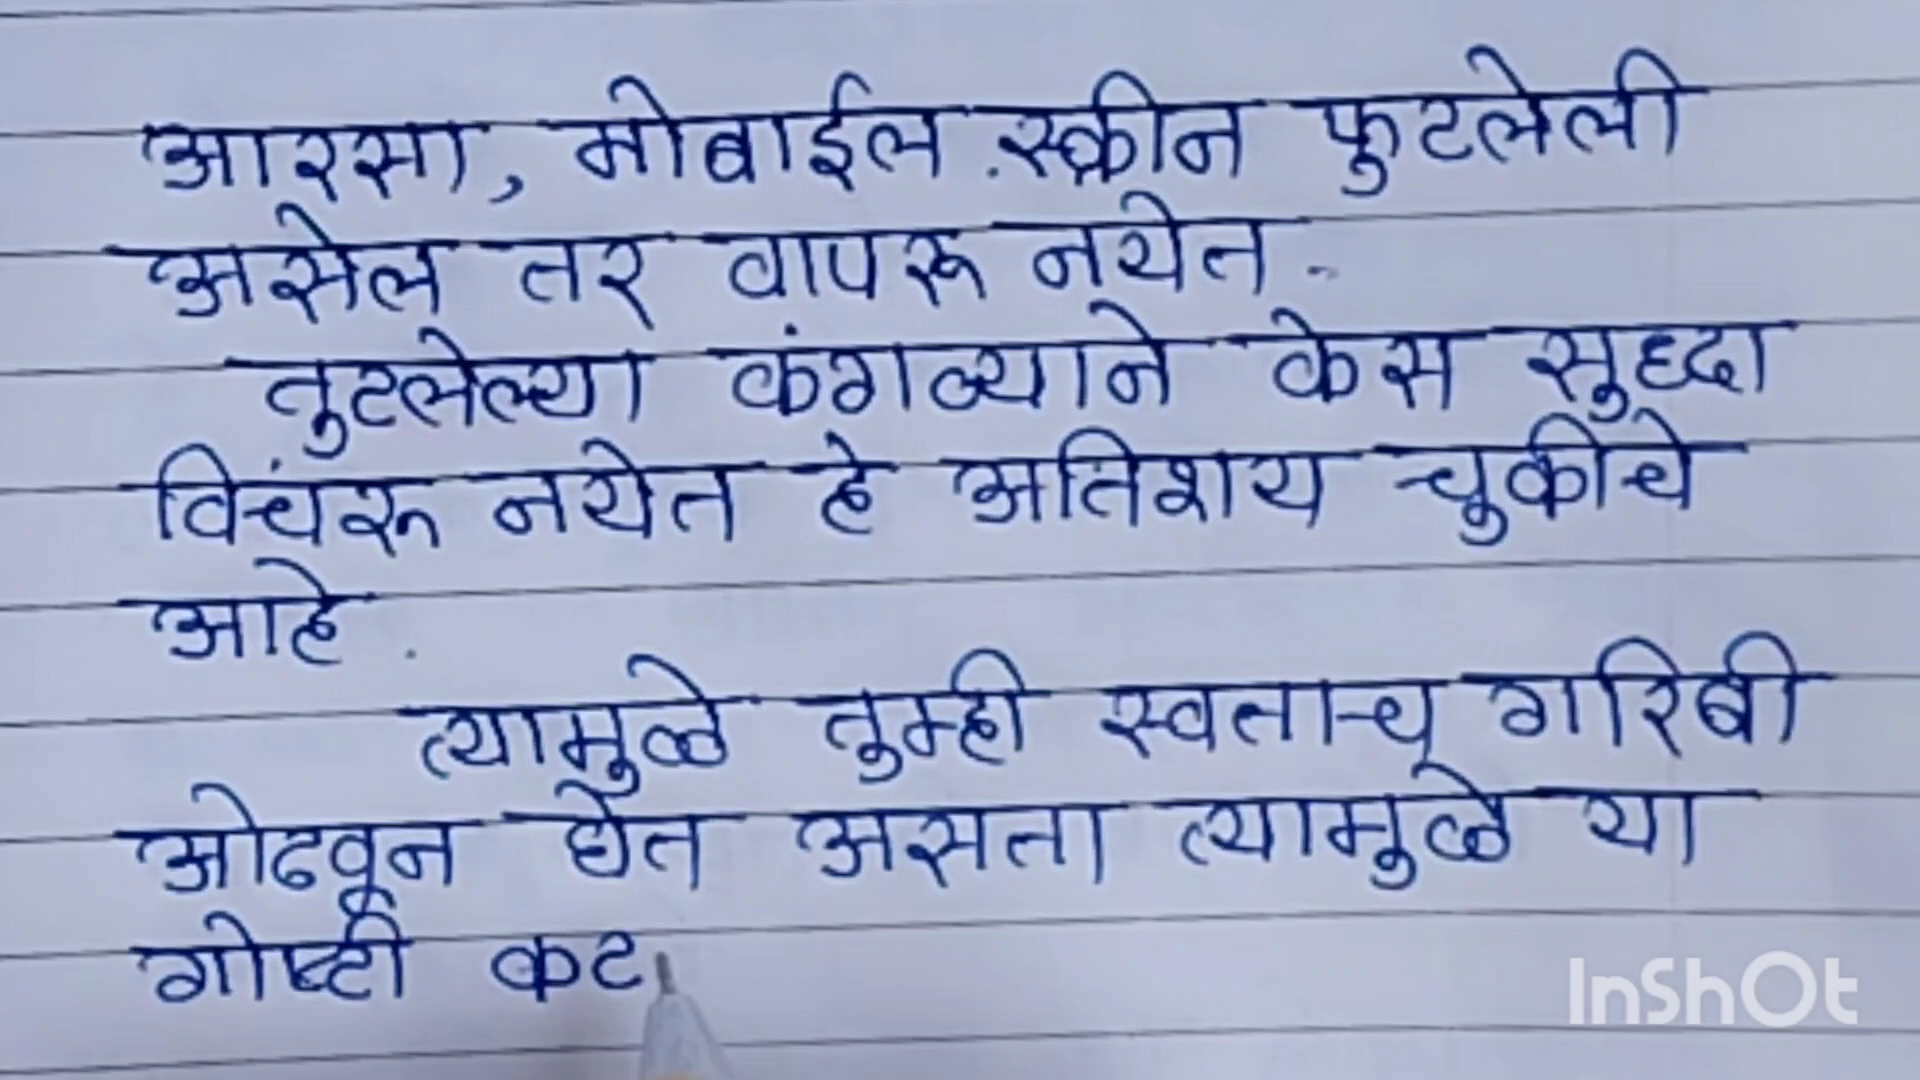 आरसा, मोबाईल स्क्रीन फुटलेली
असेल तर वापरू नयेत.
तुटलेल्या कंगव्याने केस सुध्दा
विंचरू नयेत हे अतिशय चुकीचे
आहे.
त्यामुळे तुम्ही स्वताच गरिबी
ओढवून घेत असता त्यामुळे या
गोष्टी कट
InShOt